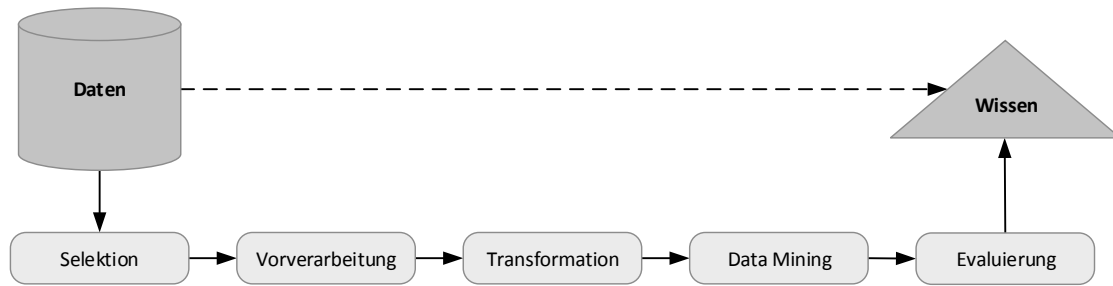 Daten
Wissen
Selektion
Vorverarbeitung
Transformation
Data Mining
Evaluierung